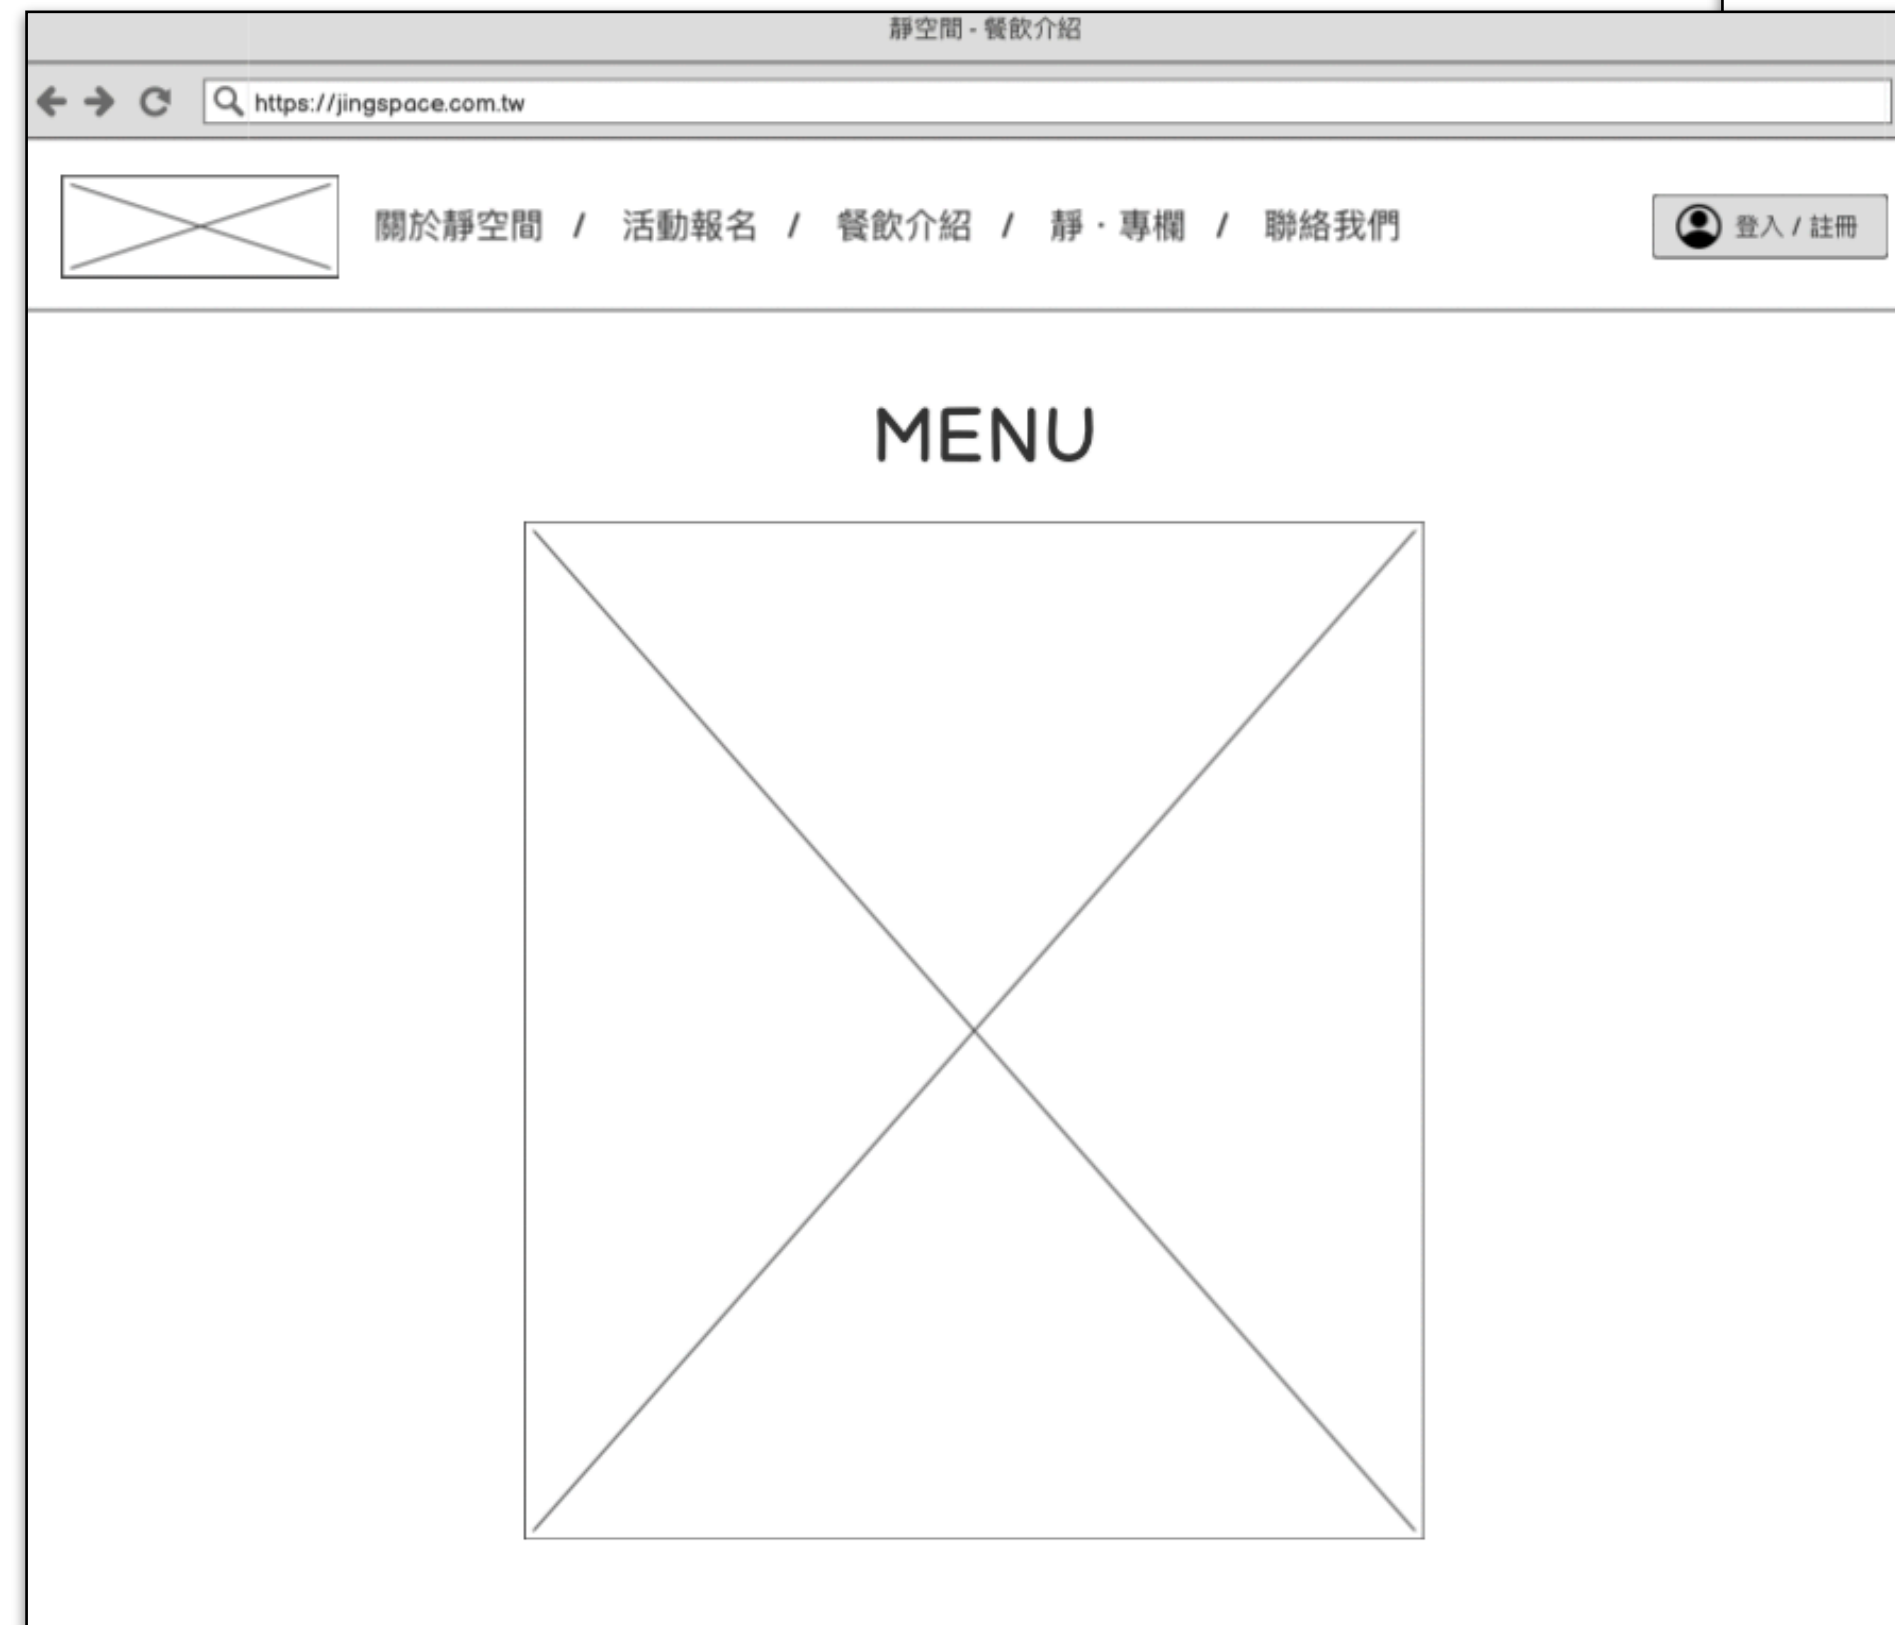 靜空間 - 餐飲介紹
https://jingspace.com.tw
關於靜空間 / 活動報名 / 餐飲介紹 / 靜 · 專欄 / 聯絡我們
登入 / 註冊
MENU